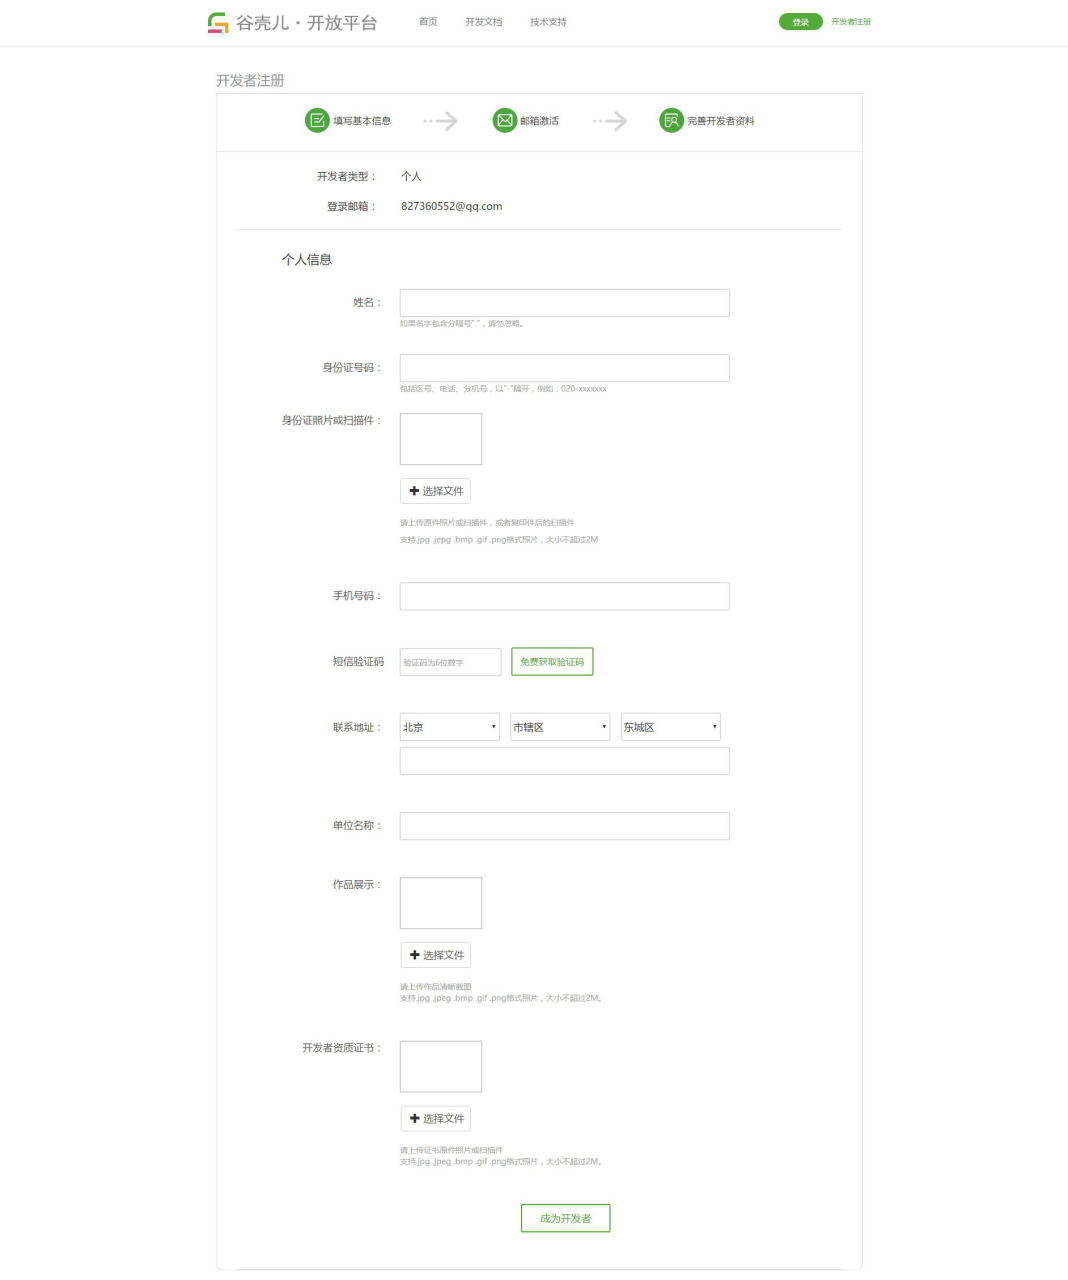 谷壳儿·开放平台 首页 开发文档 技术支持 登录 开发者注册
开发者注册
填写基本信息 邮箱激活 完善开发者资料
开发者类型： 个人
登录邮箱： 827360552@qq.com
个人信息
姓名：
如果名字包含分隔号"."，请勿忽略。
身份证号码：
包括区号、电话、分机号，以"-"隔开，例如：020-xxxxxxx
身份证照片或扫描件：
选择文件
请上传原件照片或扫描件，或者复印件后的扫描件
支持.jpg .jepg .bmp .gif .png格式照片，大小不超过2M
手机号码：
短信验证码 验证码为6位数字 免费获取验证码
联系地址： 北京 市辖区 东城区
单位名称：
作品展示：
选择文件
请上传作品清晰截图
支持.jpg .jpeg .bmp .gif .png格式照片，大小不超过2M。
开发者资质证书：
选择文件
请上传证书原件照片或扫描件
支持.jpg .jpeg .bmp .gif .png格式照片，大小不超过2M。
成为开发者